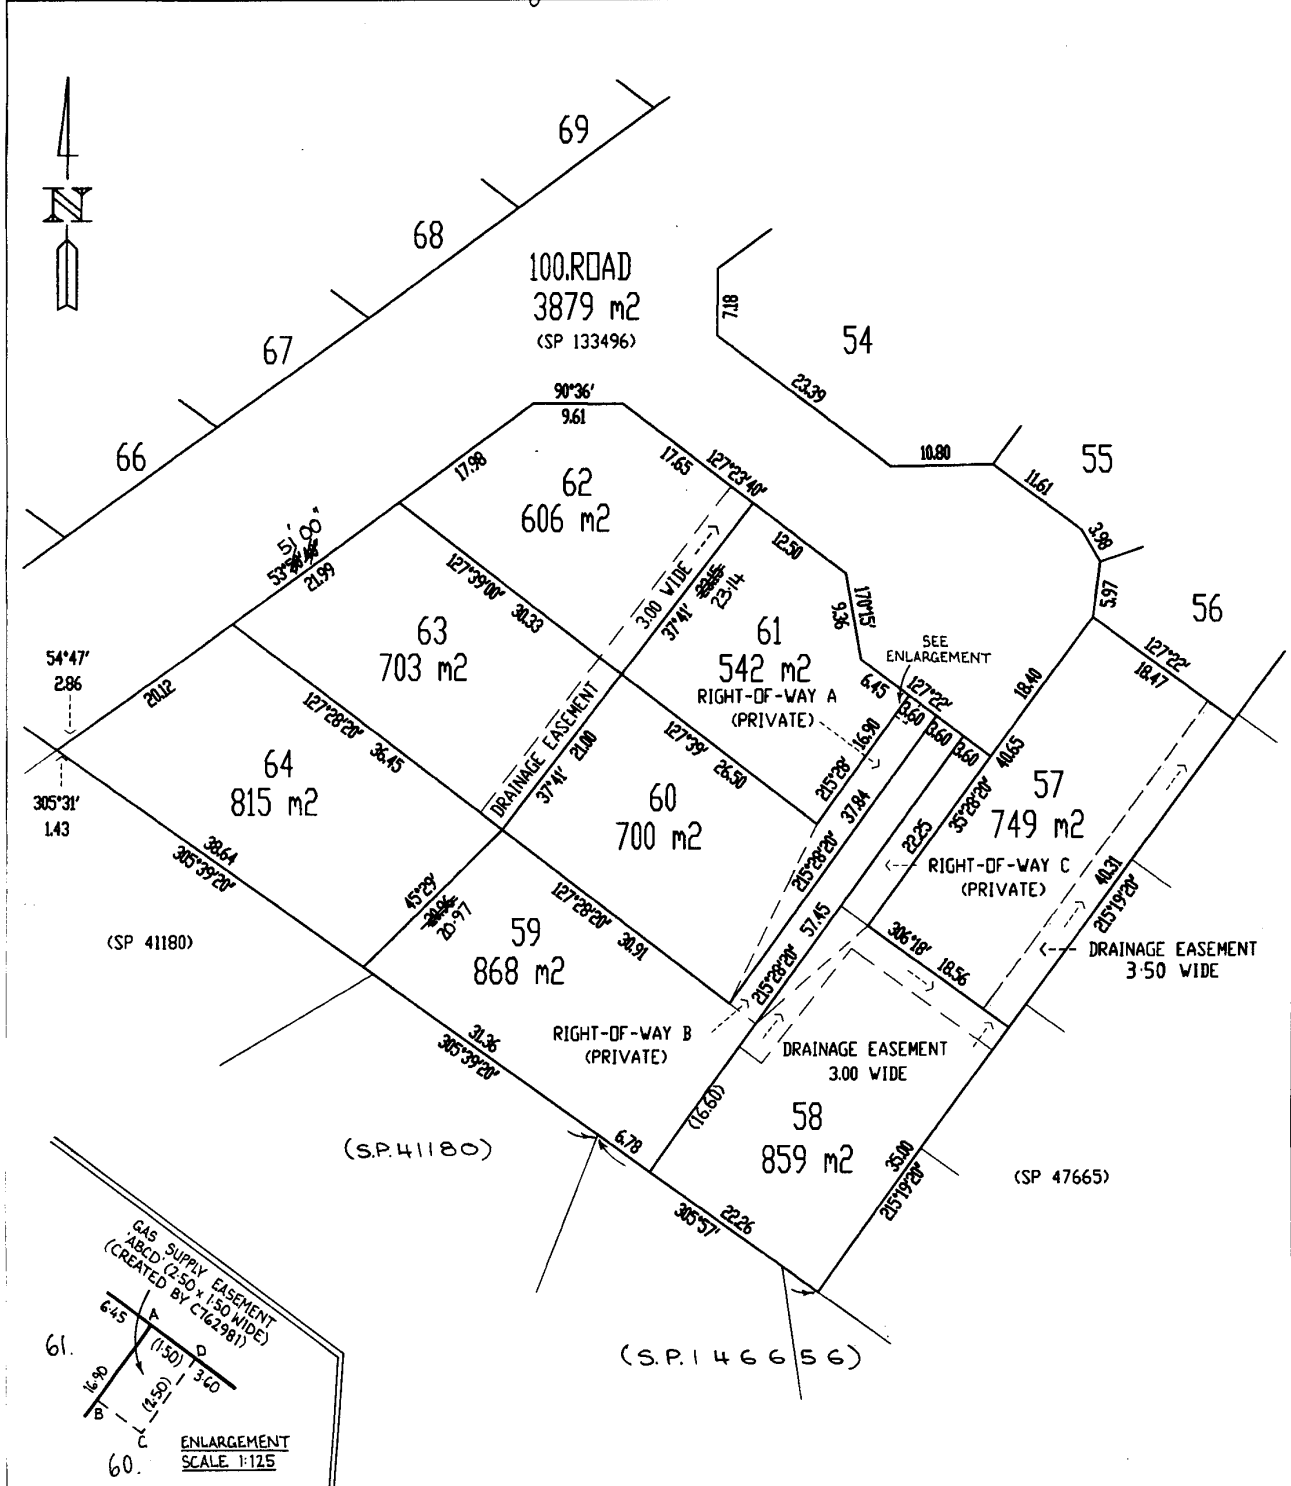 N
69
68
67
66
100.ROAD
3879 m2
(SP 133496)
7.18
54
23.39
10.80
55
11.61
3.98
5.97
56
90°36'
9.61
17.98
17.65
127°23'40"
62
606 m2
51'00"
21.99
127°39'00" 30.33
3.00 WIDE
37°41'
23.14
12.50
170°15'
9.36
61
542 m2
SEE
ENLARGEMENT
RIGHT-OF-WAY A
(PRIVATE)
6.45
127°22'
3.60
3.60
3.60
18.40
127°22'
18.47
63
703 m2
54°47'
2.86
20.12
127°28'20" 36.45
DRAINAGE EASEMENT
37°41' 21.00
127°39' 26.50
215°28' 16.90
64
815 m2
305°31'
1.43
60
700 m2
215°28'20" 37.84
22.25
35°28'20" 40.65
57
749 m2
RIGHT-OF-WAY C
(PRIVATE)
40.31
215°19'20"
38.64
305°39'20"
45°29'
20.96
20.97
(SP 41180)
59
868 m2
127°28'20" 30.91
215°28'20" 57.45
306°18' 18.56
DRAINAGE EASEMENT
3.50 WIDE
31.36
305°39'20"
RIGHT-OF-WAY B
(PRIVATE)
DRAINAGE EASEMENT
3.00 WIDE
(16.60)
58
859 m2
(S.P.41180)
6.78
35.00
215°19'20"
(SP 47665)
22.26
305°57'
(S.P.146656)
GAS SUPPLY EASEMENT
'ABCD' (2.50 x 1.50 WIDE)
(CREATED BY C762981)
6.45
A
61.
(1.50)
D
16.90
(2.50)
3.60
B
C
60.
ENLARGEMENT
SCALE 1:125